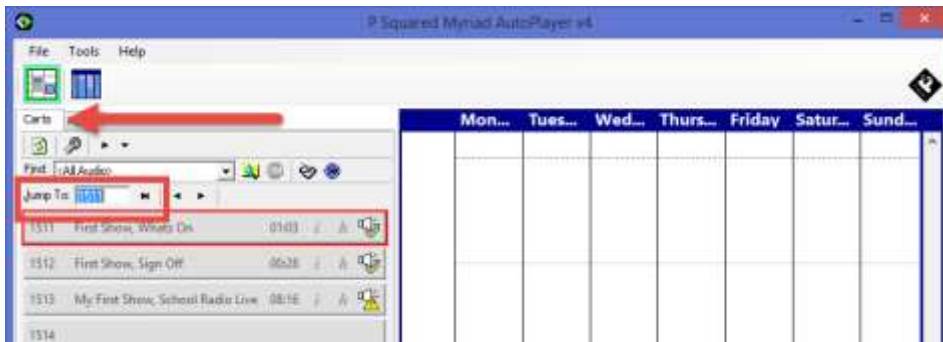 P Squared Myriad AutoPlayer v4
File Tools Help
Carts
Mon... Tues... Wed... Thurs... Friday Satur... Sund...
Find: :All Audio>
Jump To: 1511
1511 First Show, Whats On 01:03 i A
1512 First Show, Sign Off 00:28 i A
1513 My First Show, School Radio Live 08:16 i A
1514